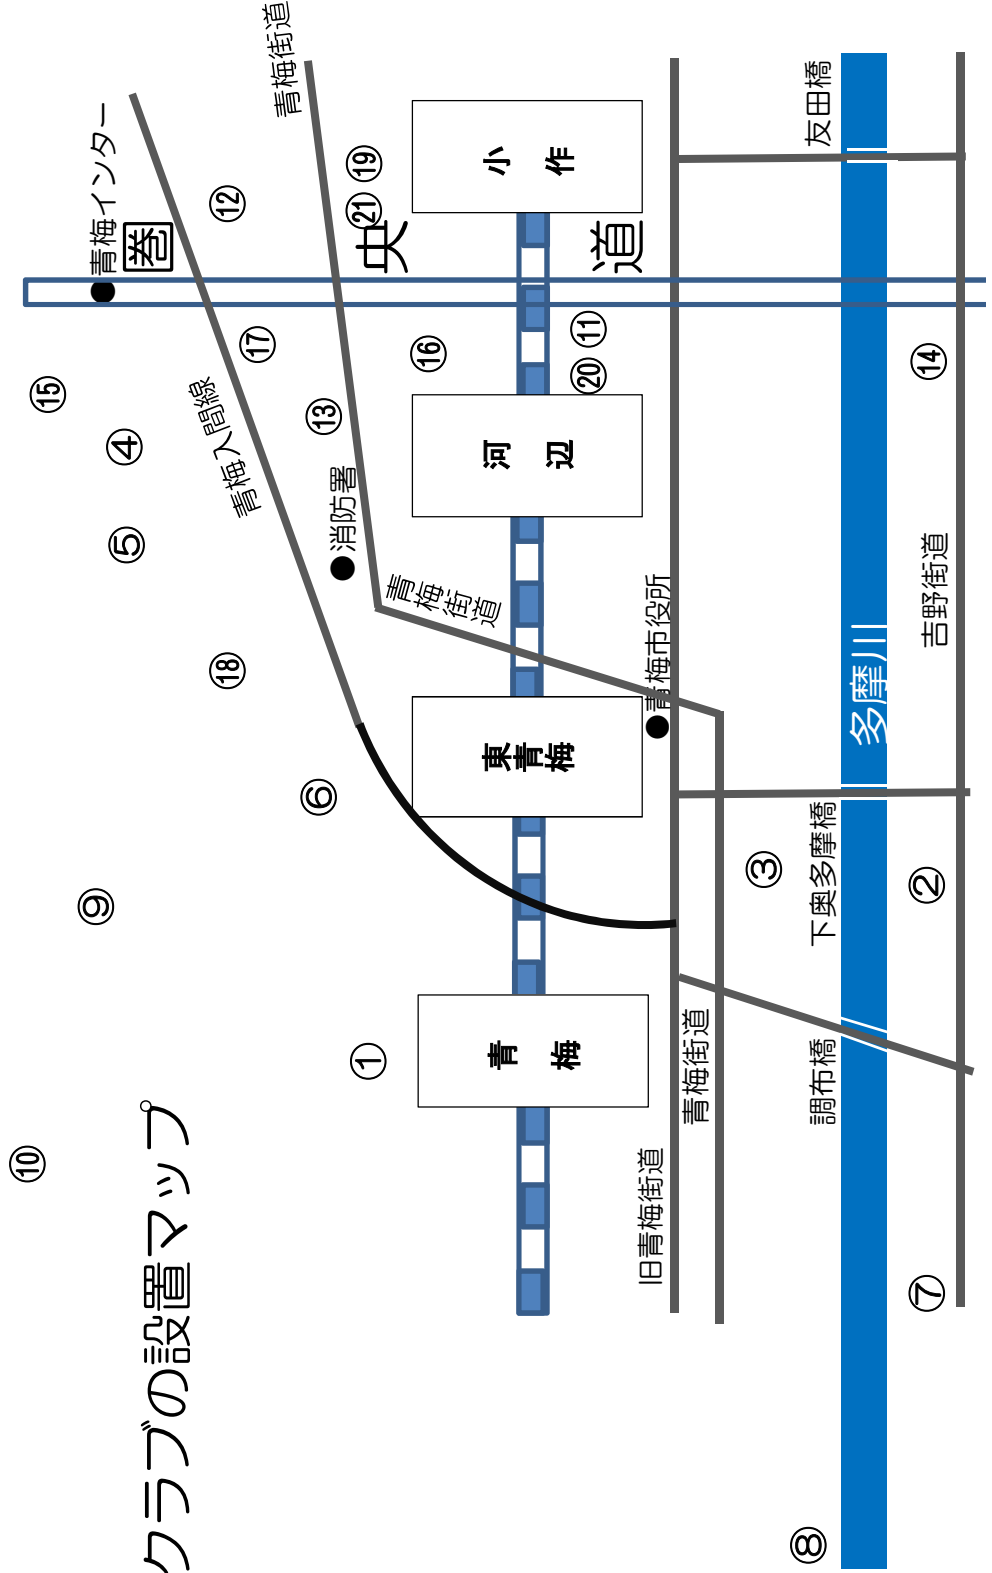 クラブの設置マップ
⑩
⑮
⑨
青梅インター
④
⑤
圏
青梅入間線
⑱
⑫
⑰
青梅街道
⑥
⑬
消防署
①
㉑
⑲
央
⑯
青梅街道
青梅
東青梅
河辺
小作
⑳
⑪
道
旧青梅街道
青梅市役所
青梅街道
③
⑧
調布橋
下奥多摩橋
友田橋
多摩川
⑦
②
⑭
吉野街道